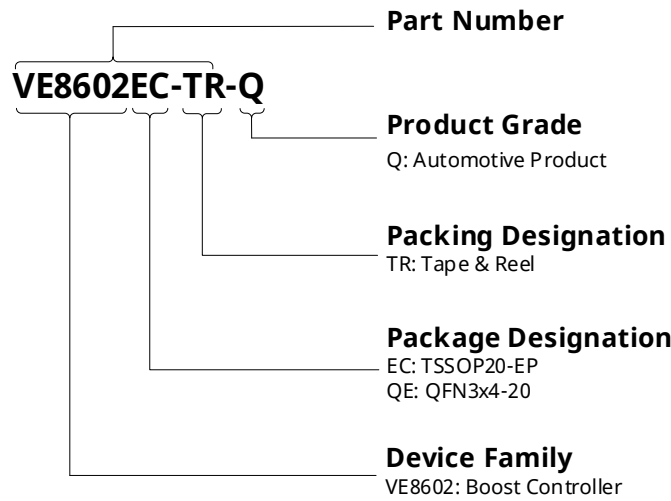 Part Number
VE8602EC-TR-Q
Product Grade
Q: Automotive Product
Packing Designation
TR: Tape & Reel
Package Designation
EC: TSSOP20-EP
QE: QFN3x4-20
Device Family
VE8602: Boost Controller